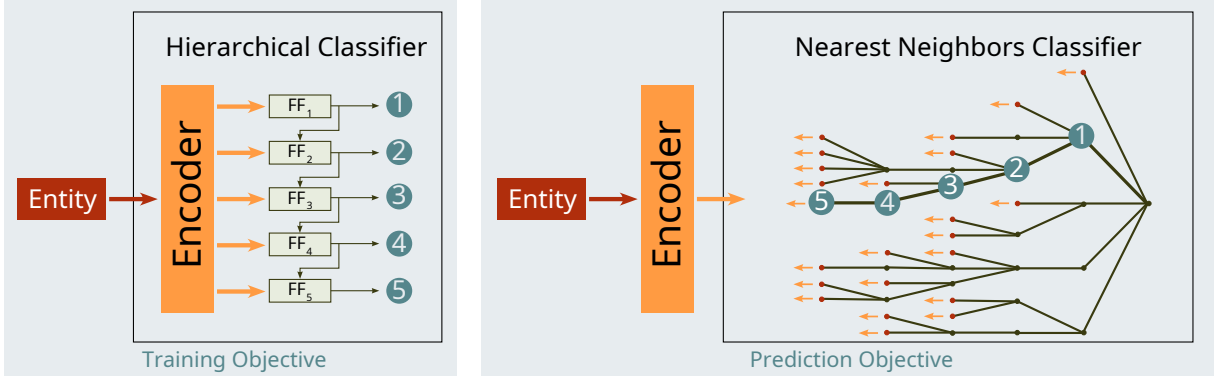 Hierarchical Classifier
Entity
Encoder
FF1
FF2
FF3
FF4
FF5
1
2
3
4
5
Training Objective
Nearest Neighbors Classifier
Entity
Encoder
1
2
3
4
5
Prediction Objective